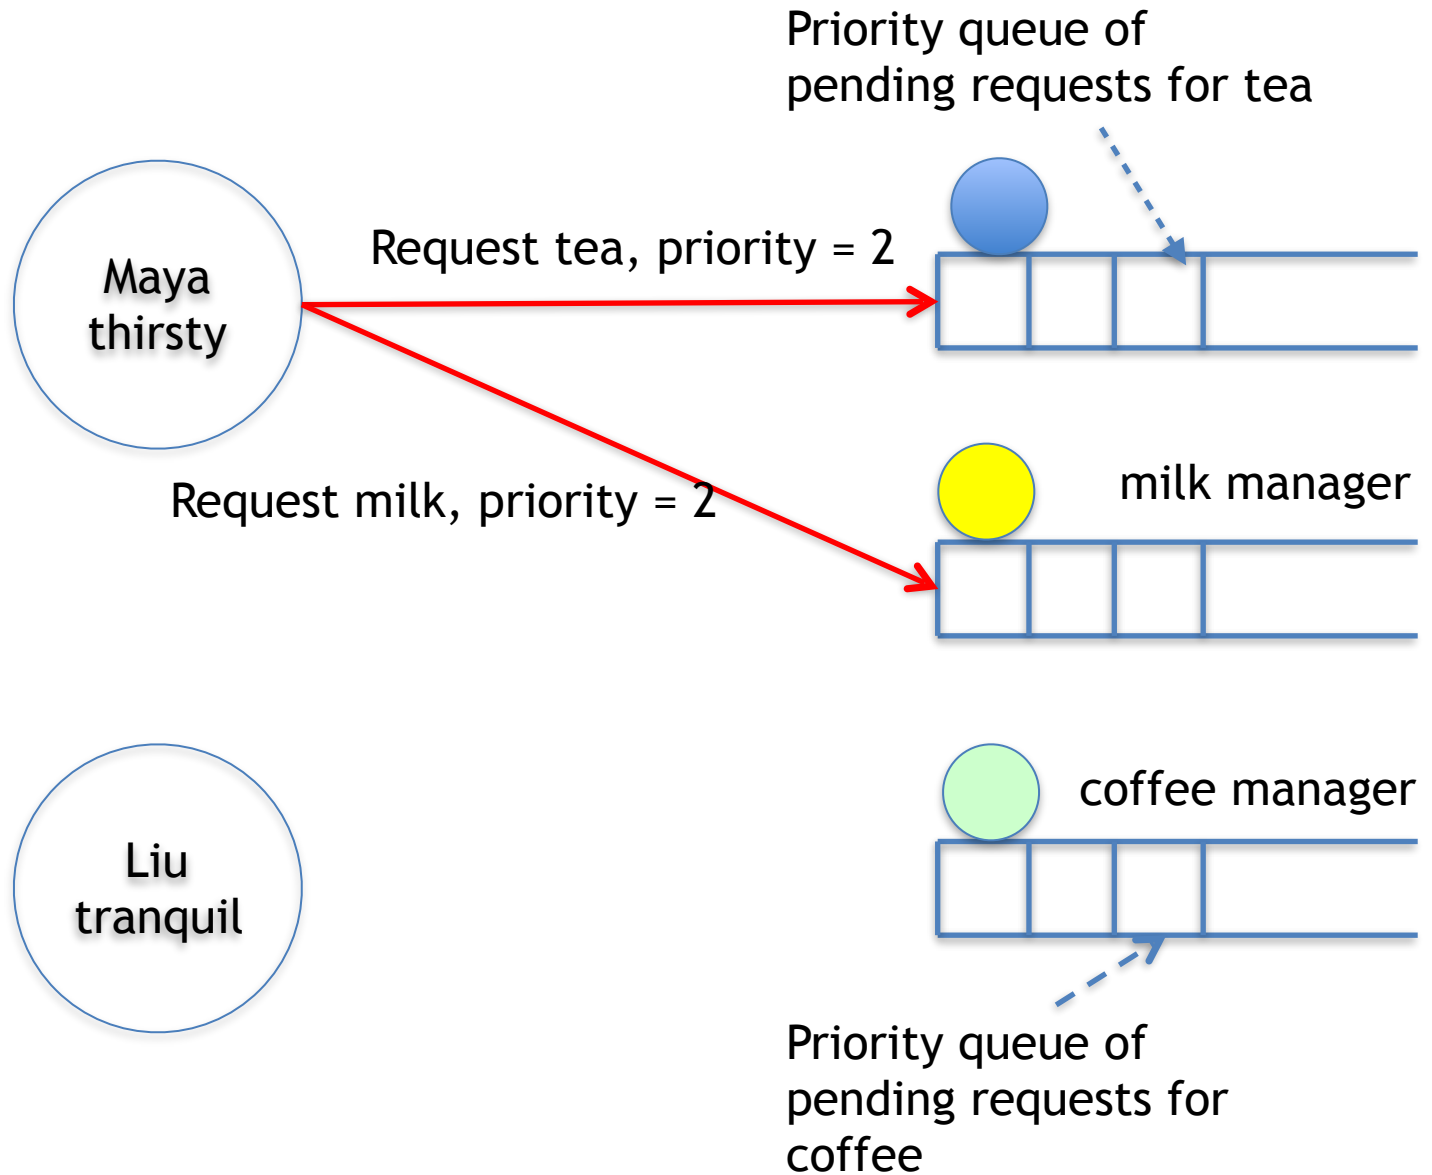 Priority queue of
pending requests for tea
Maya
thirsty
Request tea, priority = 2
milk manager
Request milk, priority = 2
coffee manager
Liu
tranquil
Priority queue of
pending requests for
coffee